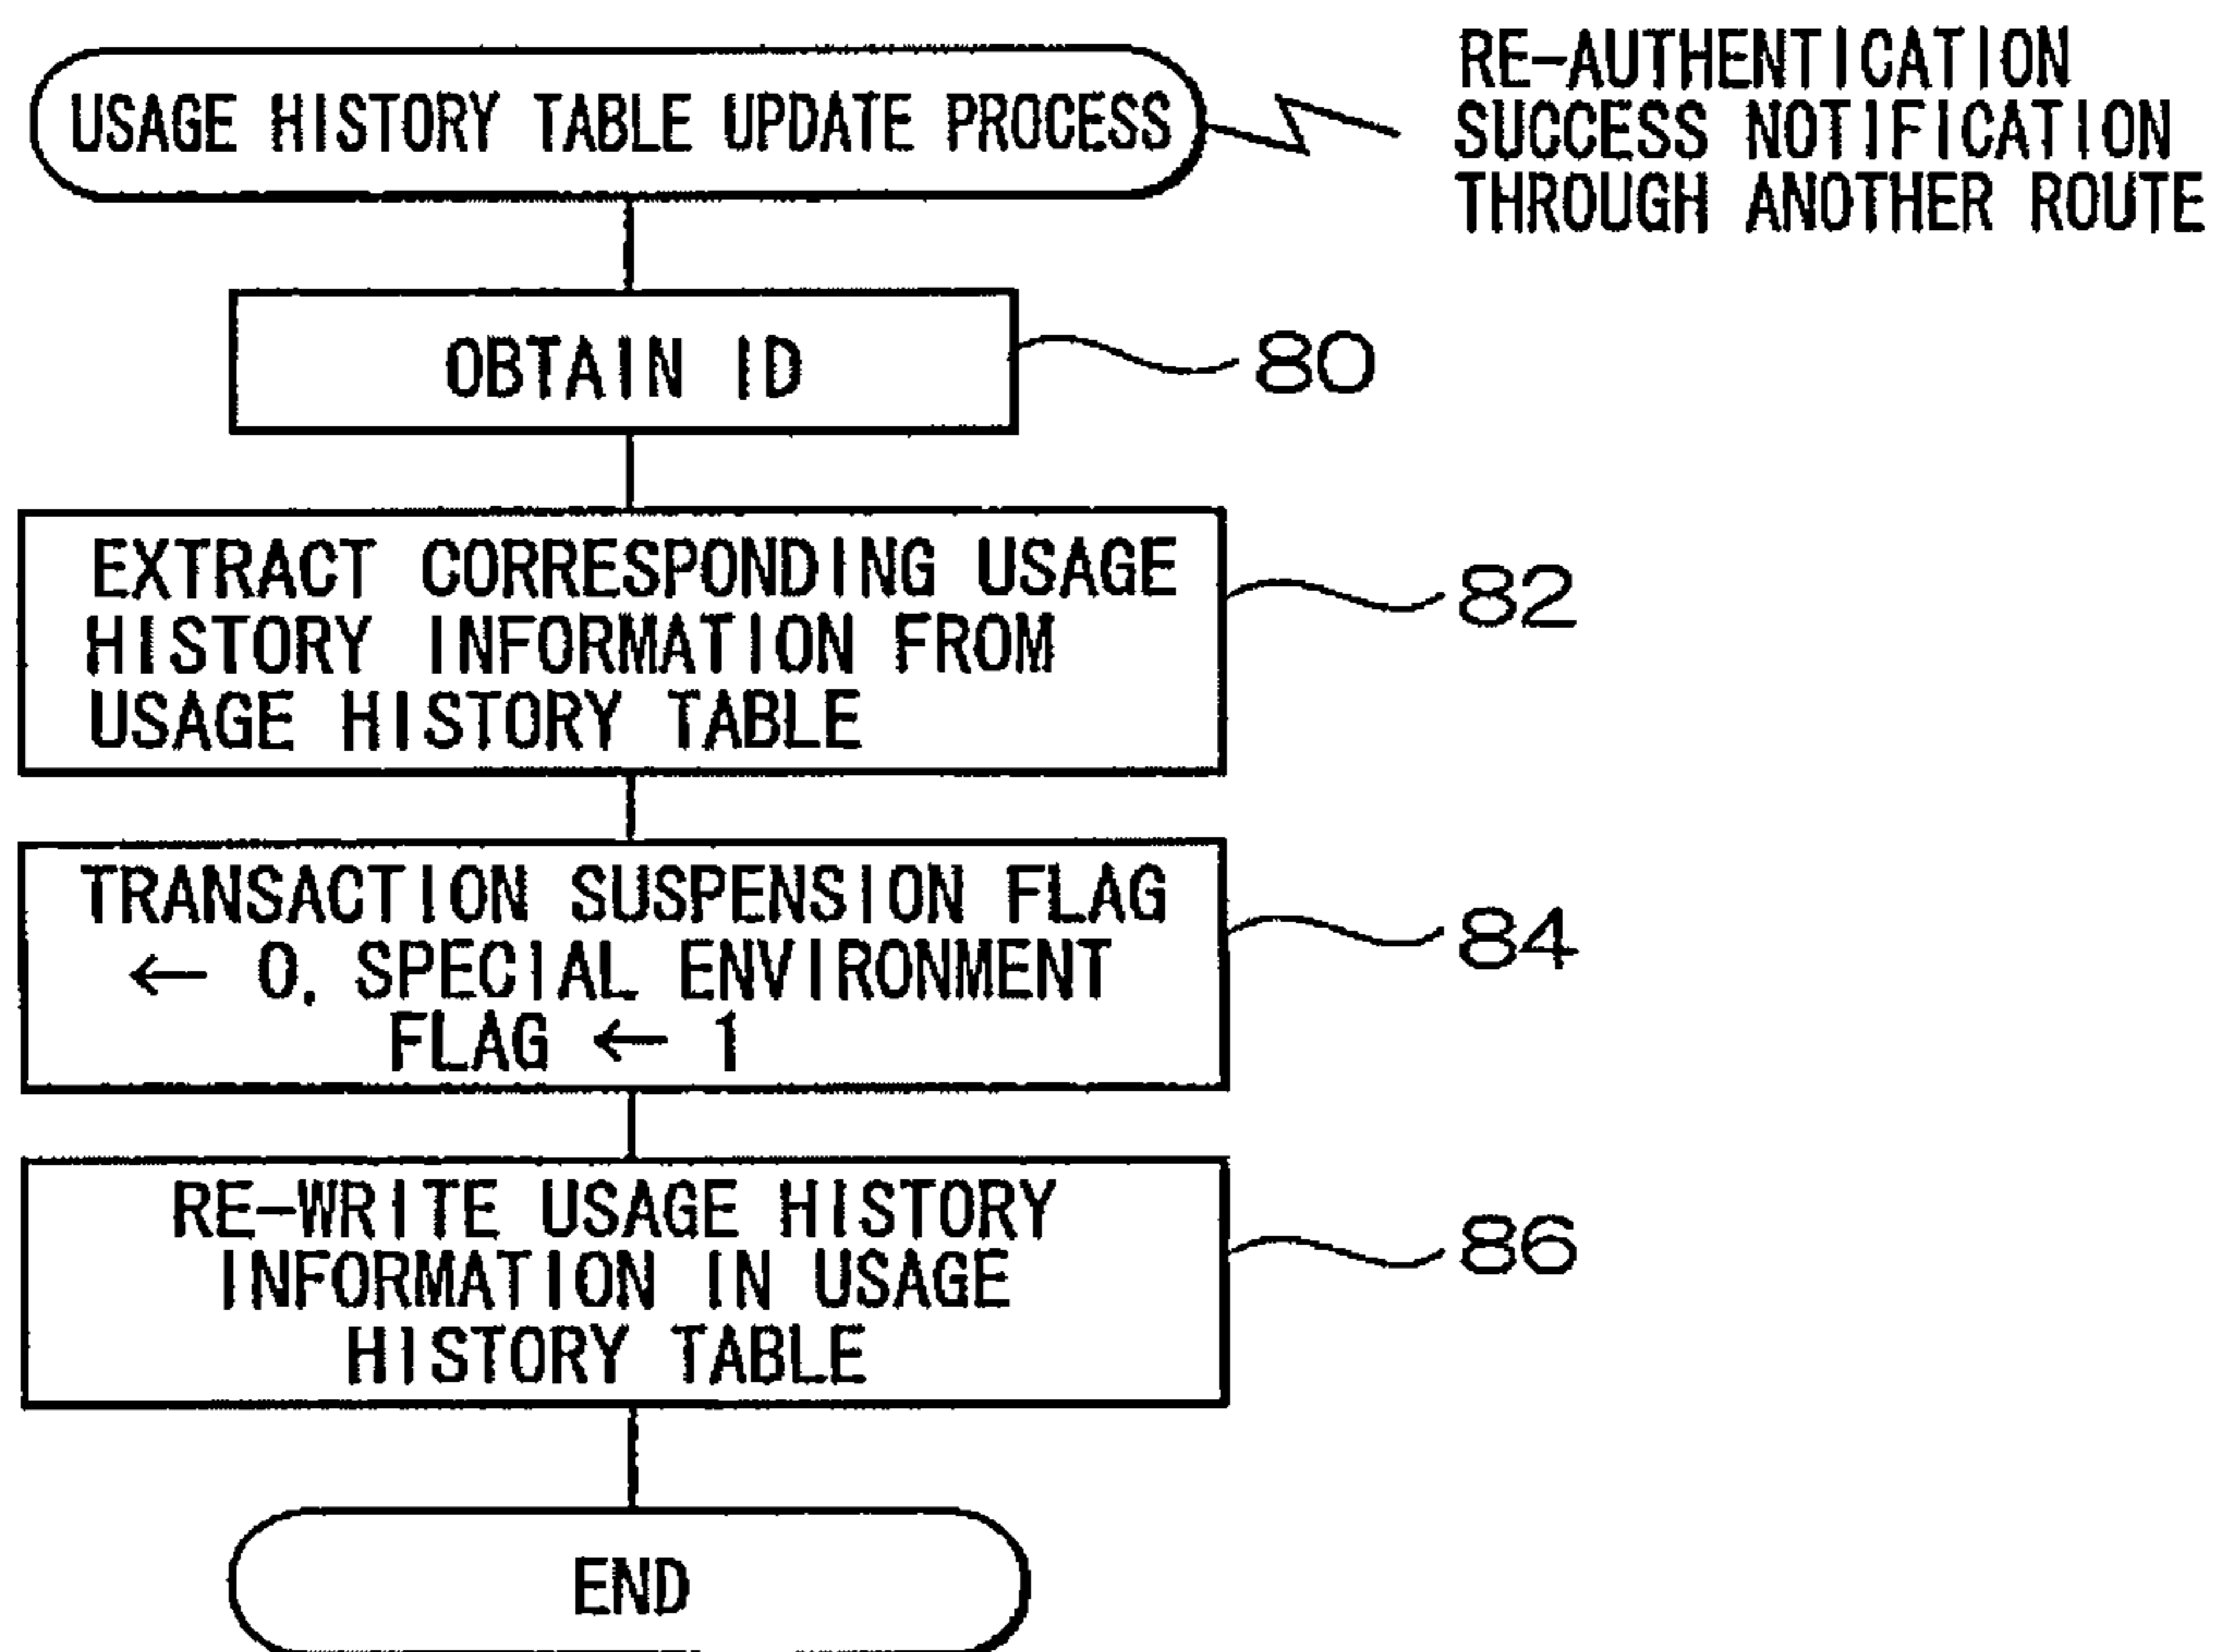 USAGE HISTORY TABLE UPDATE PROCESS
RE-AUTHENTICATION
SUCCESS NOTIFICATION
THROUGH ANOTHER ROUTE
OBTAIN ID
80
EXTRACT CORRESPONDING USAGE
HISTORY INFORMATION FROM
USAGE HISTORY TABLE
82
TRANSACTION SUSPENSION FLAG
← 0, SPECIAL ENVIRONMENT
FLAG ← 1
84
RE-WRITE USAGE HISTORY
INFORMATION IN USAGE
HISTORY TABLE
86
END